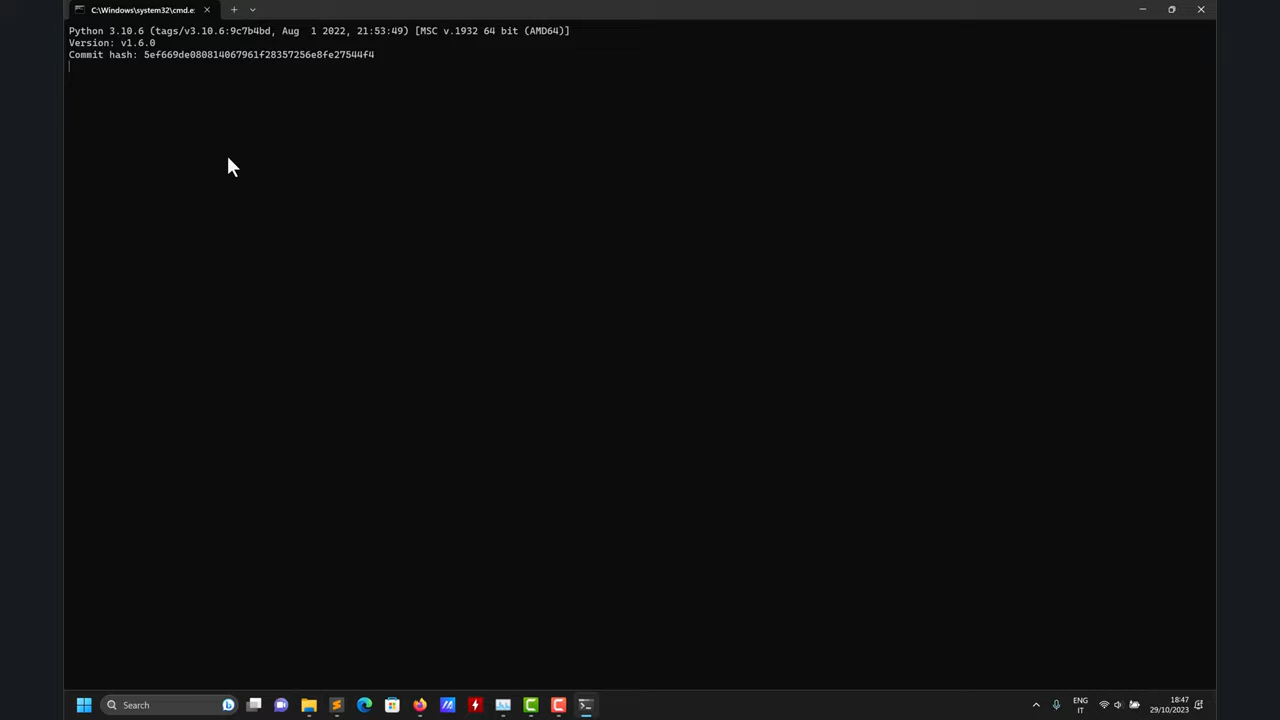 C:\Windows\system32\cmd.e:
Python 3.10.6 (tags/v3.10.6:9c7b4bd, Aug  1 2022, 21:53:49) [MSC v.1932 64 bit (AMD64)]
Version: v1.6.0
Commit hash: 5ef669de080814067961f28357256e8fe27544f4
Search
ENG
IT
18:47
29/10/2023